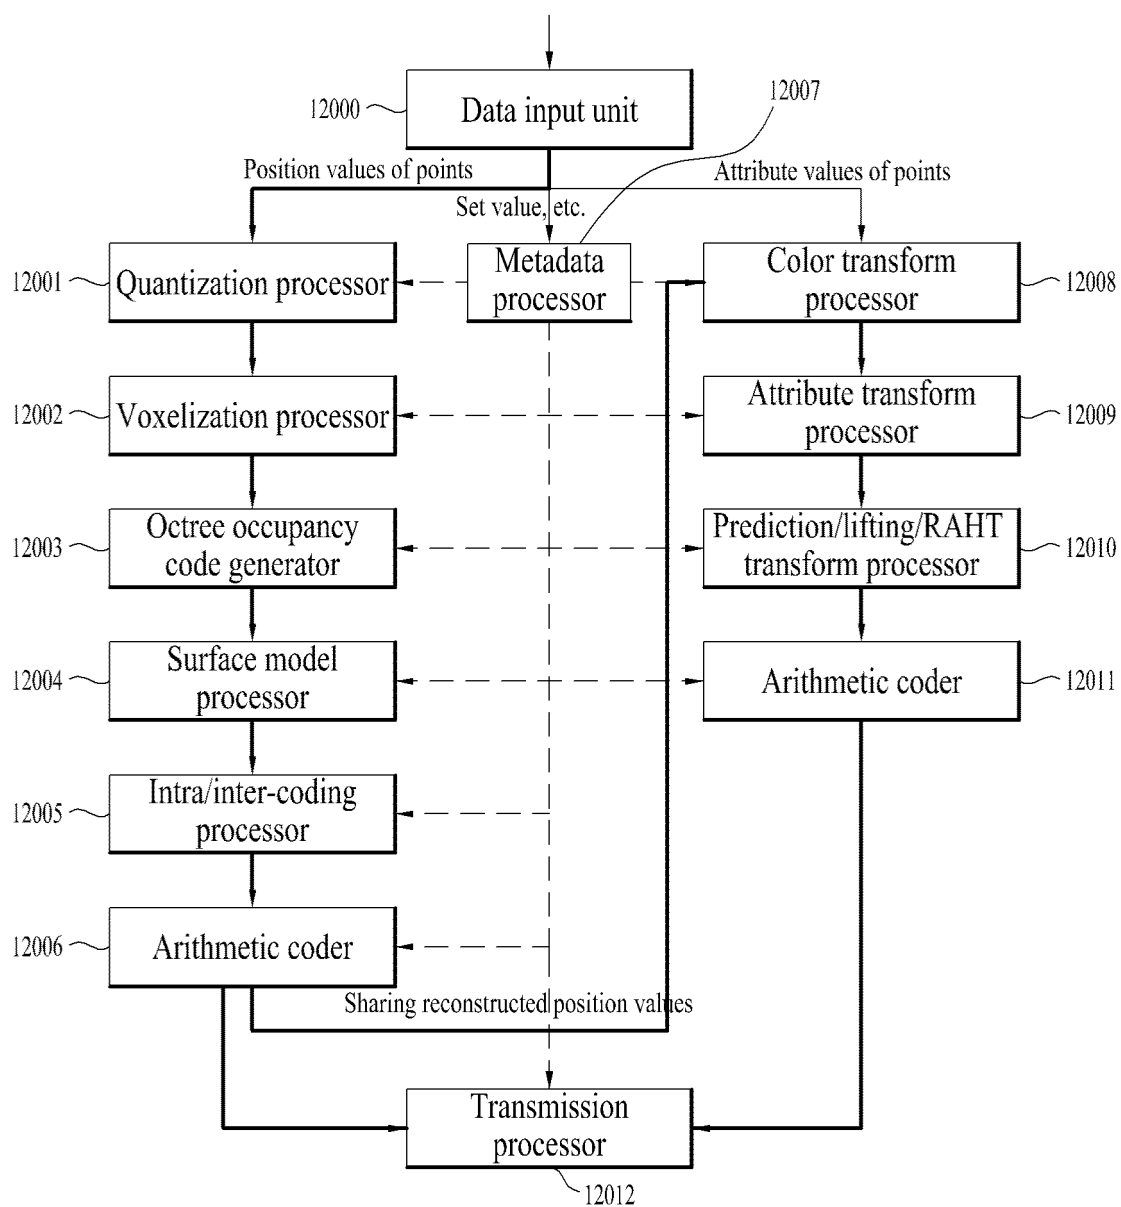 12000
Data input unit
12007
Position values of points
Attribute values of points
Set value, etc.
12001
Quantization processor
Metadata
processor
Color transform
processor
12008
12002
Voxelization processor
Attribute transform
processor
12009
12003
Octree occupancy
code generator
Prediction/lifting/RAHT
transform processor
12010
12004
Surface model
processor
Arithmetic coder
12011
12005
Intra/inter-coding
processor
12006
Arithmetic coder
Sharing reconstructed position values
Transmission
processor
12012